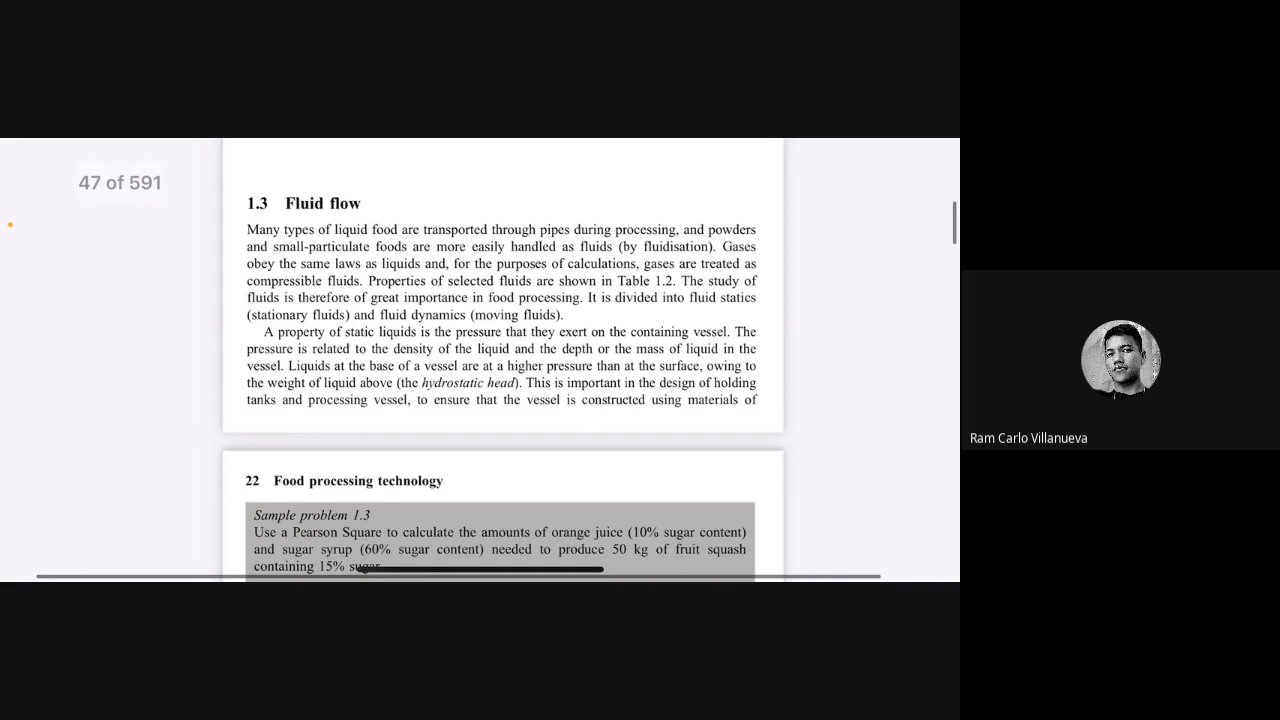 47 of 591
1.3 Fluid flow
Many types of liquid food are transported through pipes during processing, and powders
and small-particulate foods are more easily handled as fluids (by fluidisation). Gases
obey the same laws as liquids and, for the purposes of calculations, gases are treated as
compressible fluids. Properties of selected fluids are shown in Table 1.2. The study of
fluids is therefore of great importance in food processing. It is divided into fluid statics
(stationary fluids) and fluid dynamics (moving fluids).
A property of static liquids is the pressure that they exert on the containing vessel. The
pressure is related to the density of the liquid and the depth or the mass of liquid in the
vessel. Liquids at the base of a vessel are at a higher pressure than at the surface, owing to
the weight of liquid above (the hydrostatic head). This is important in the design of holding
tanks and processing vessel, to ensure that the vessel is constructed using materials of
22 Food processing technology
Sample problem 1.3
Use a Pearson Square to calculate the amounts of orange juice (10% sugar content)
and sugar syrup (60% sugar content) needed to produce 50 kg of fruit squash
containing 15% sugar.
Ram Carlo Villanueva